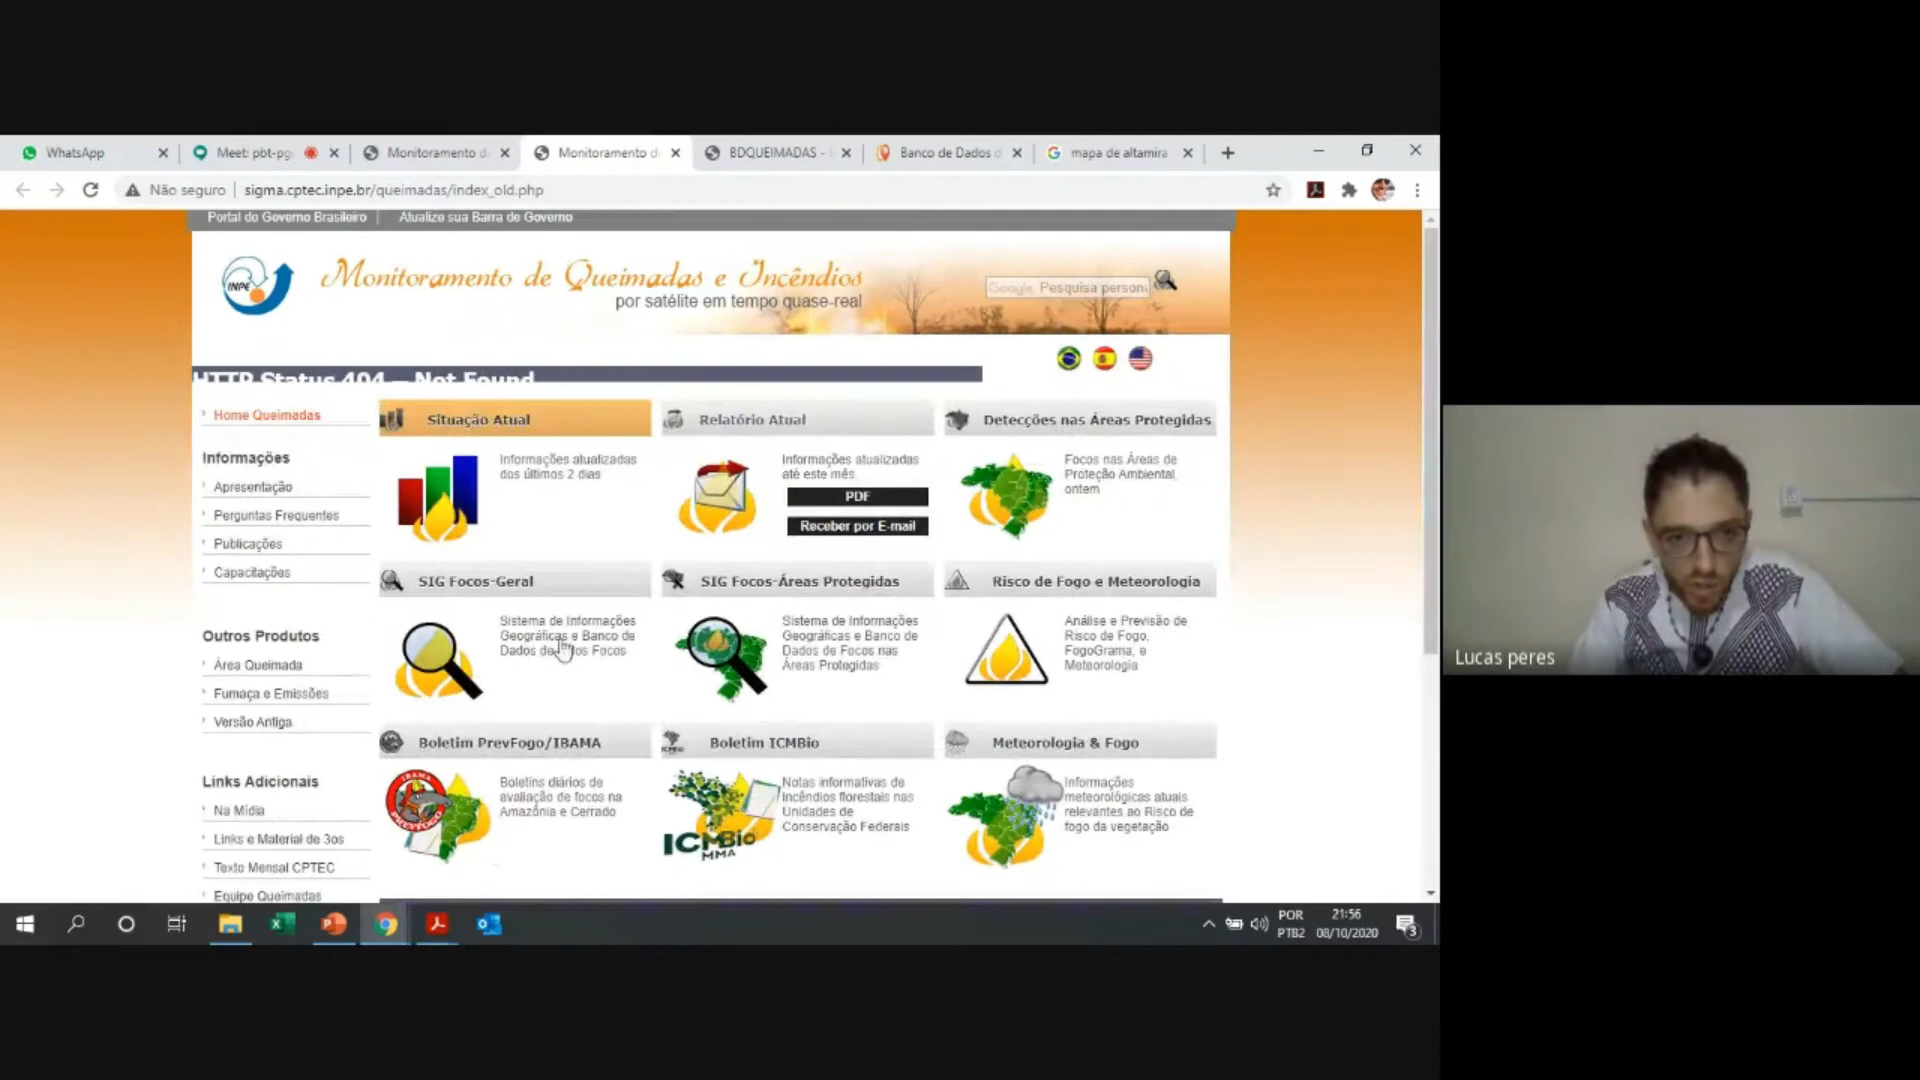 WhatsApp
Meet: pbt-pg
Monitoramento d
Monitoramento d
BDQUEIMADAS -
Banco de Dados d
mapa de altamira
Não seguro
sigma.cptec.inpe.br/queimadas/index_old.php
Portal do Governo Brasileiro
Atualize sua Barra de Governo
INPE
Monitoramento de Queimadas e Incêndios
por satélite em tempo quase-real
Google Pesquisa person
HTTP Status 404 – Not Found
Home Queimadas
Informações
Apresentação
Perguntas Frequentes
Publicações
Capacitações
Outros Produtos
Área Queimada
Fumaça e Emissões
Versão Antiga
Links Adicionais
Na Mídia
Links e Material de 3os
Texto Mensal CPTEC
Equipe Queimadas
Situação Atual
Informações atualizadas
dos últimos 2 dias
Relatório Atual
Informações atualizadas
até este mês.
PDF
Receber por E-mail
Detecções nas Áreas Protegidas
Focos nas Áreas de
Proteção Ambiental,
ontem
SIG Focos-Geral
Sistema de Informações
Geográficas e Banco de
Focos
SIG Focos-Áreas Protegidas
Sistema de Informações
Geográficas e Banco de
Dados de Focos nas
Áreas Protegidas
Risco de Fogo e Meteorologia
Análise e Previsão de
Risco de Fogo,
FogoGrama, e
Meteorologia
Boletim PrevFogo/IBAMA
IBAMA
PREVFOGO
Boletins diários de
avaliação de focos na
Amazônia e Cerrado
Boletim ICMBio
ICMBio
MMA
Notas informativas de
Incêndios florestais nas
Unidades de
Conservação Federais
Meteorologia & Fogo
Informações
meteorológicas atuais
relevantes ao Risco de
fogo da vegetação
POR
PTB2
21:56
08/10/2020
3
Lucas peres